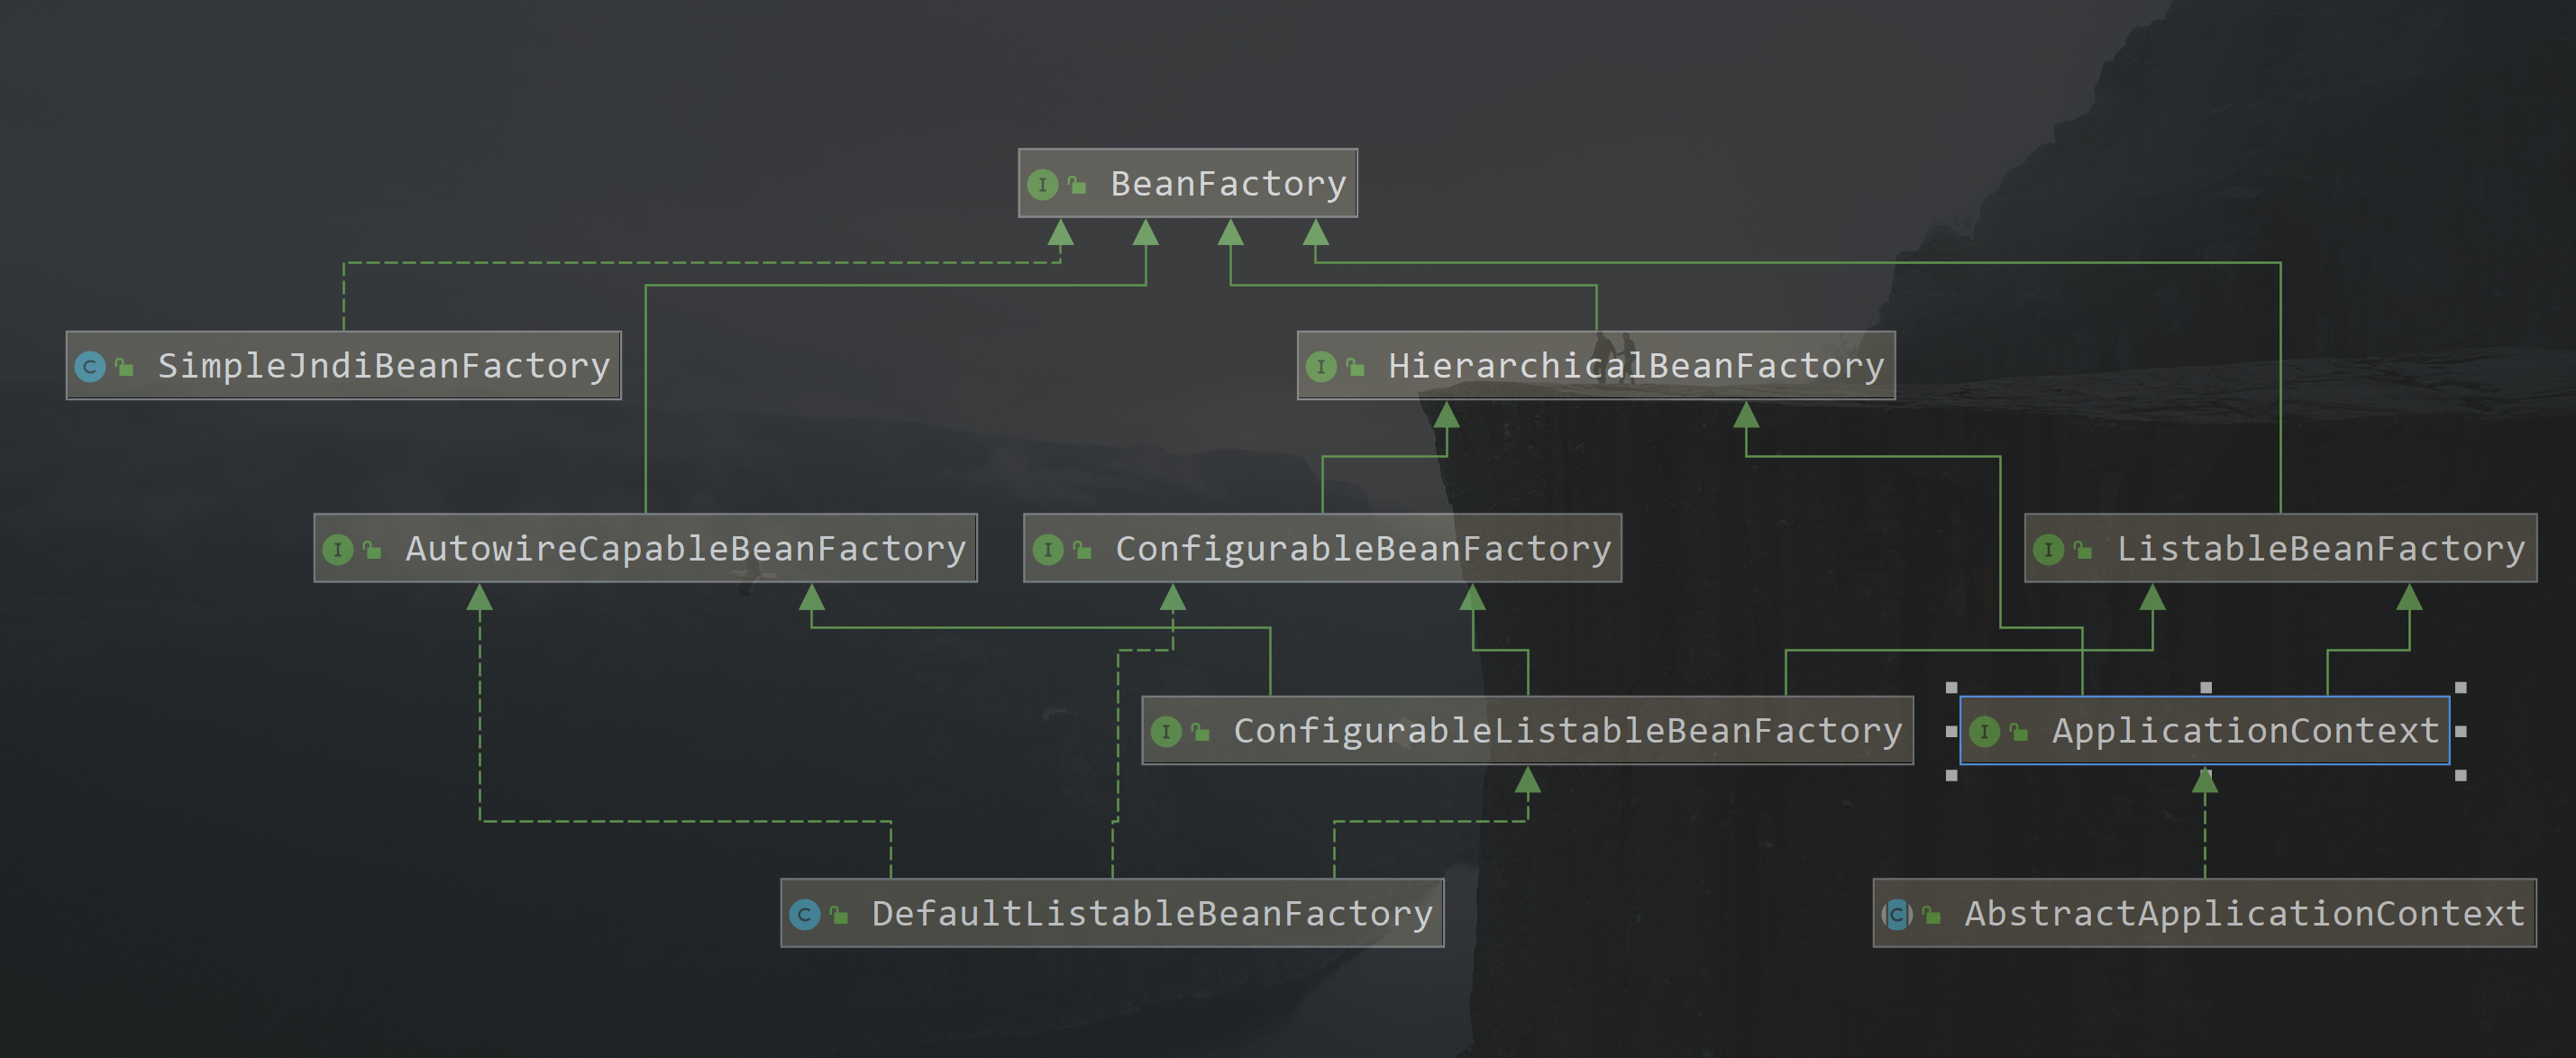 I BeanFactory
C SimpleJndiBeanFactory
I HierarchicalBeanFactory
I AutowireCapableBeanFactory
I ConfigurableBeanFactory
I ListableBeanFactory
I ConfigurableListableBeanFactory
I ApplicationContext
C DefaultListableBeanFactory
C AbstractApplicationContext